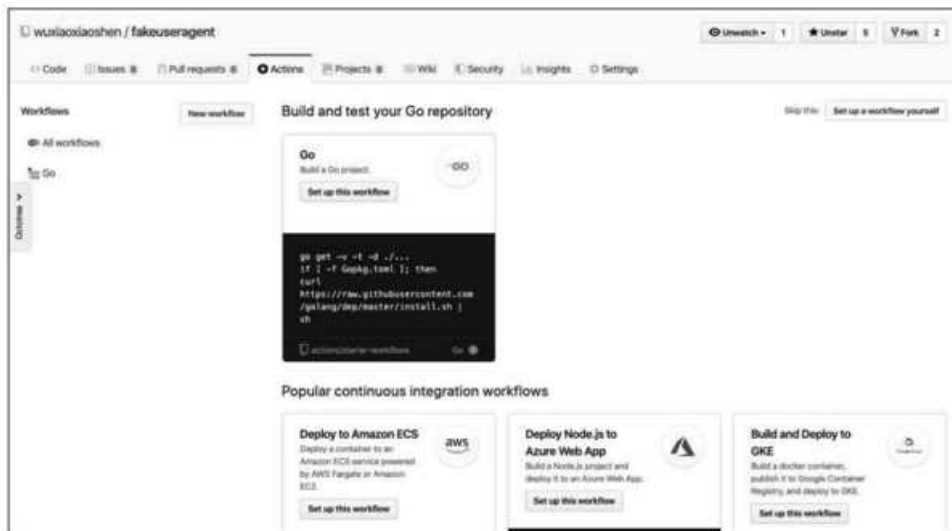 wuxiaoxiaoshen / fakeuseragent
Unwatch 1 Unstar 5 Fork 2
Code Issues Pull requests Actions Projects Wiki Security Insights Settings
Workflows New workflow Build and test your Go repository Skip this: Set up a workflow yourself
All workflows
Go
Octotree
Go
Build a Go project.
Set up this workflow
GO
go get -v -t -d ./...
if [ -f Gopkg.toml ]; then
curl
https://raw.githubusercontent.com
/golang/dep/master/install.sh |
sh
actions/starter-workflows Go
Popular continuous integration workflows
Deploy to Amazon ECS
Deploy a container to an
Amazon ECS service powered
by AWS Fargate or Amazon
EC2.
Set up this workflow
aws
Deploy Node.js to
Azure Web App
Build a Node.js project and
deploy it to an Azure Web App.
Set up this workflow
Build and Deploy to
GKE
Build a docker container,
publish it to Google Container
Registry, and deploy to GKE.
Set up this workflow